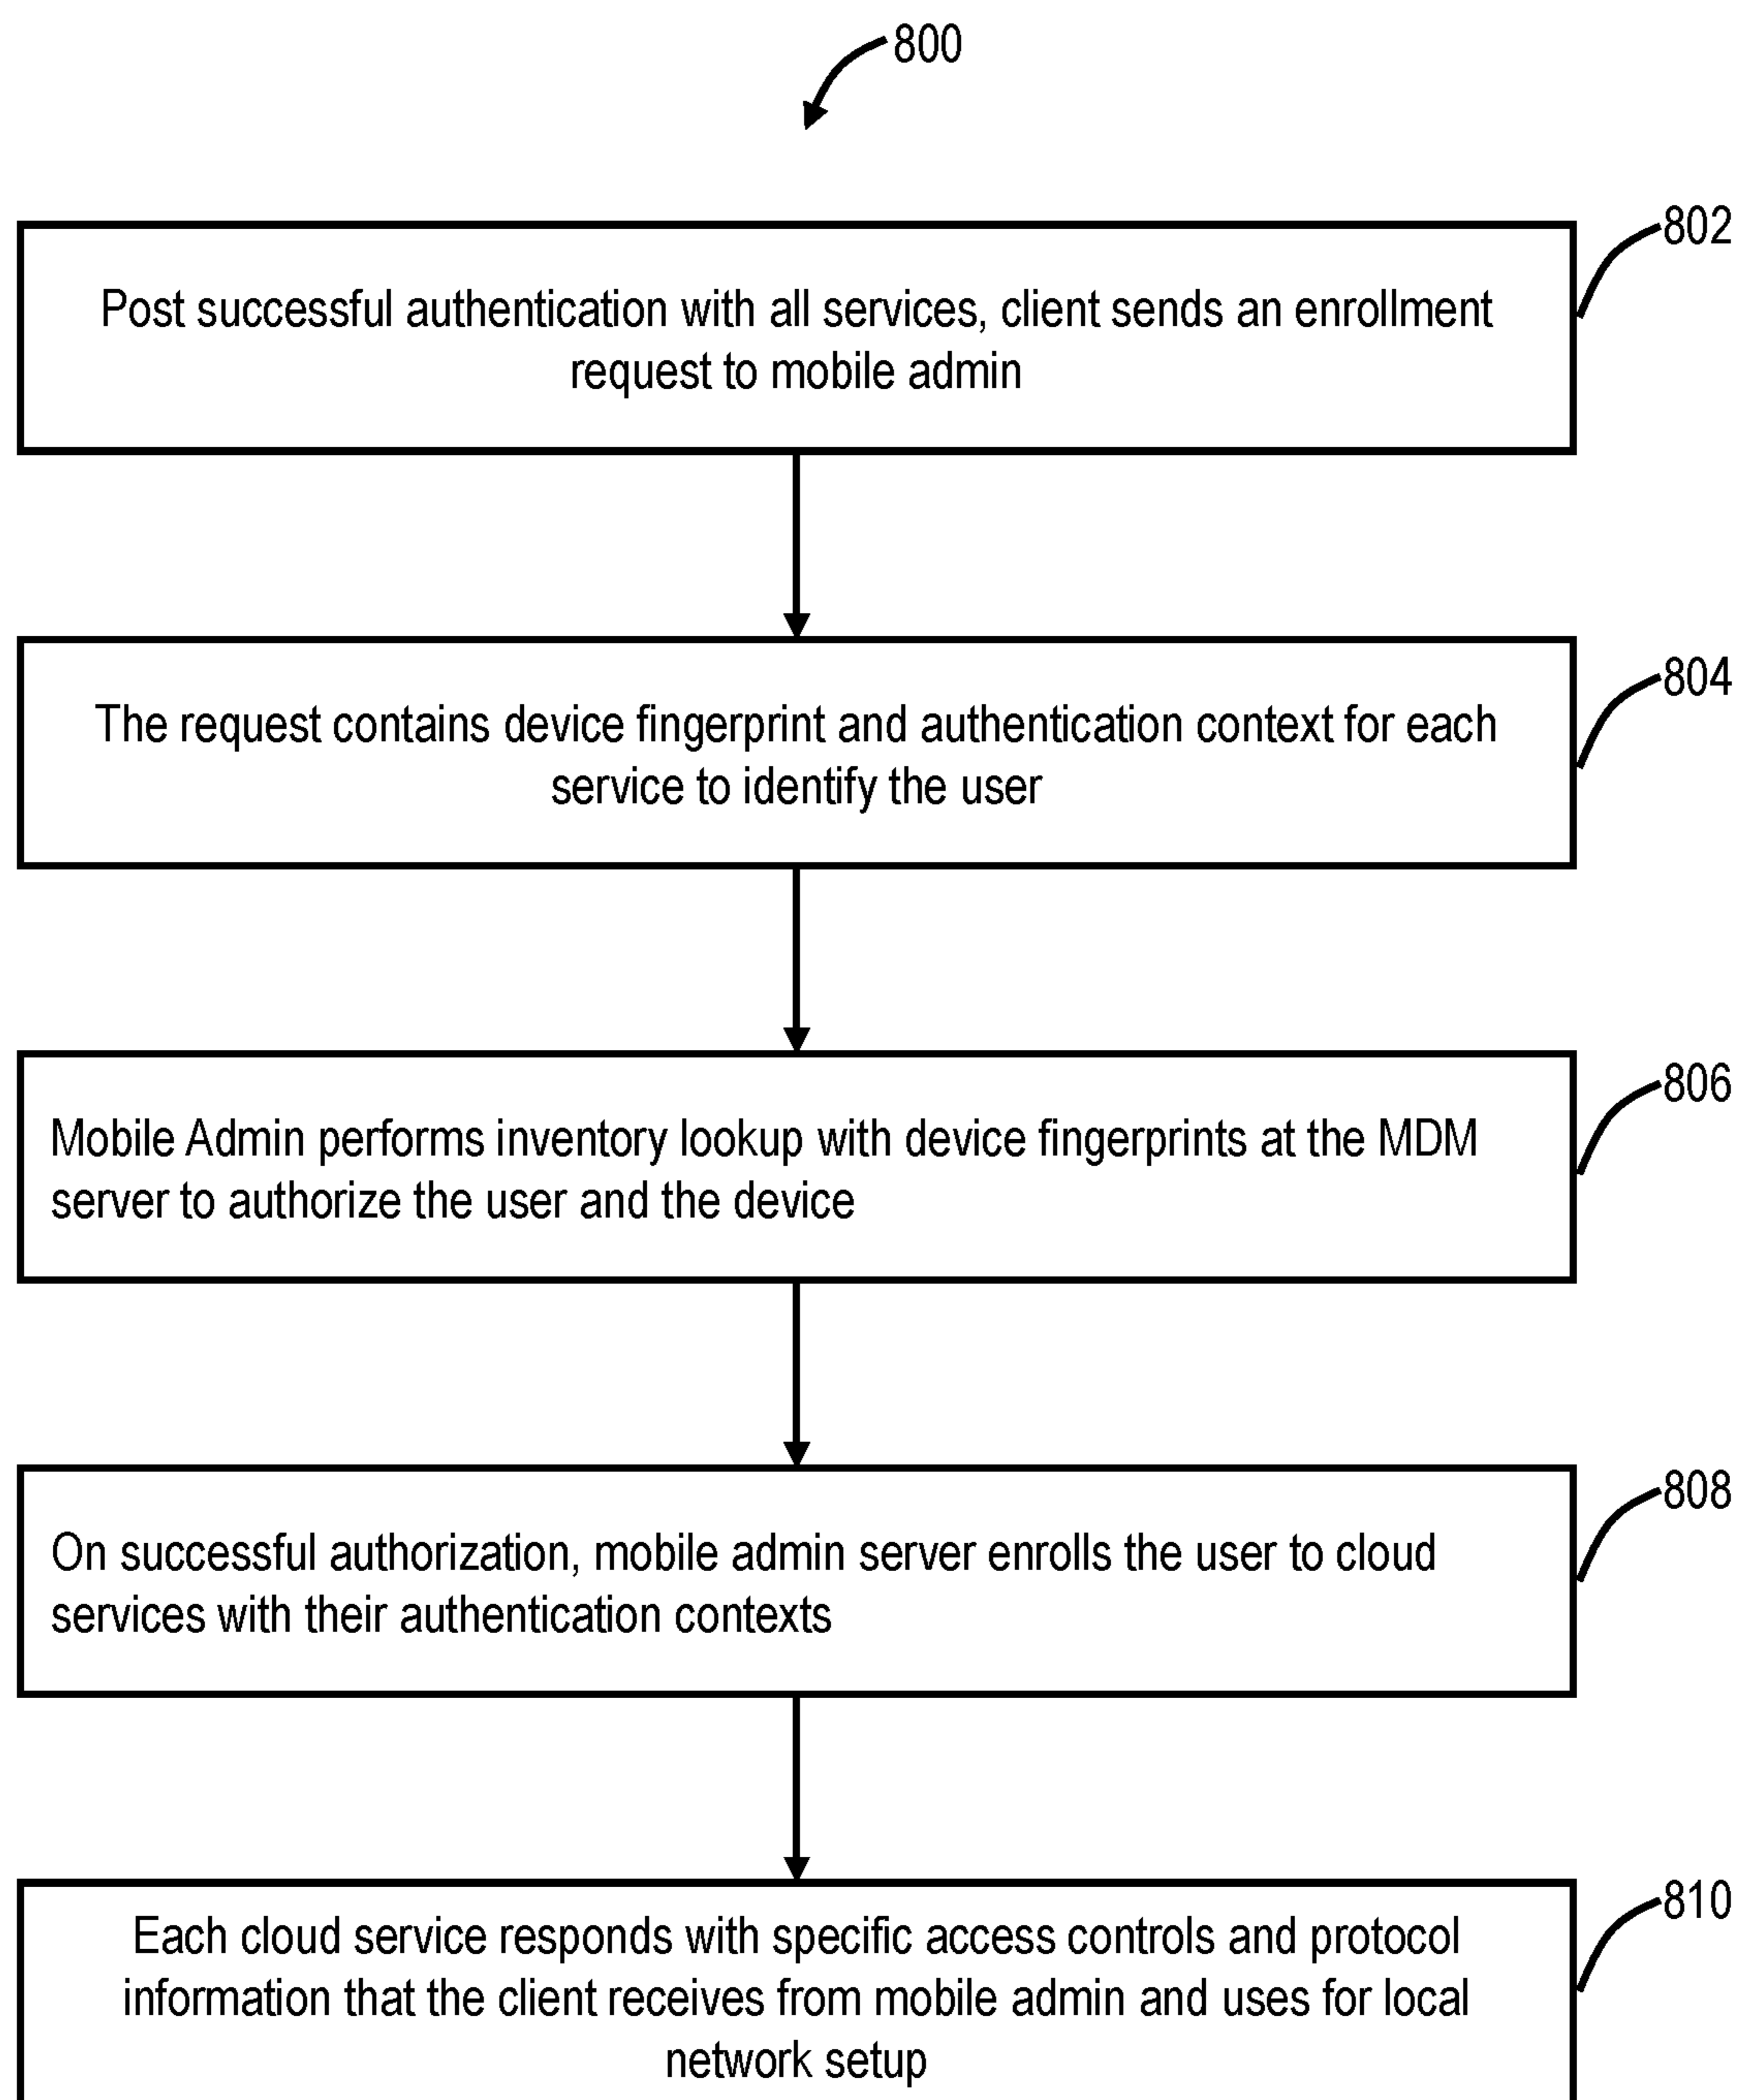 800
802
Post successful authentication with all services, client sends an enrollment
request to mobile admin
804
The request contains device fingerprint and authentication context for each
service to identify the user
806
Mobile Admin performs inventory lookup with device fingerprints at the MDM
server to authorize the user and the device
808
On successful authorization, mobile admin server enrolls the user to cloud
services with their authentication contexts
810
Each cloud service responds with specific access controls and protocol
information that the client receives from mobile admin and uses for local
network setup